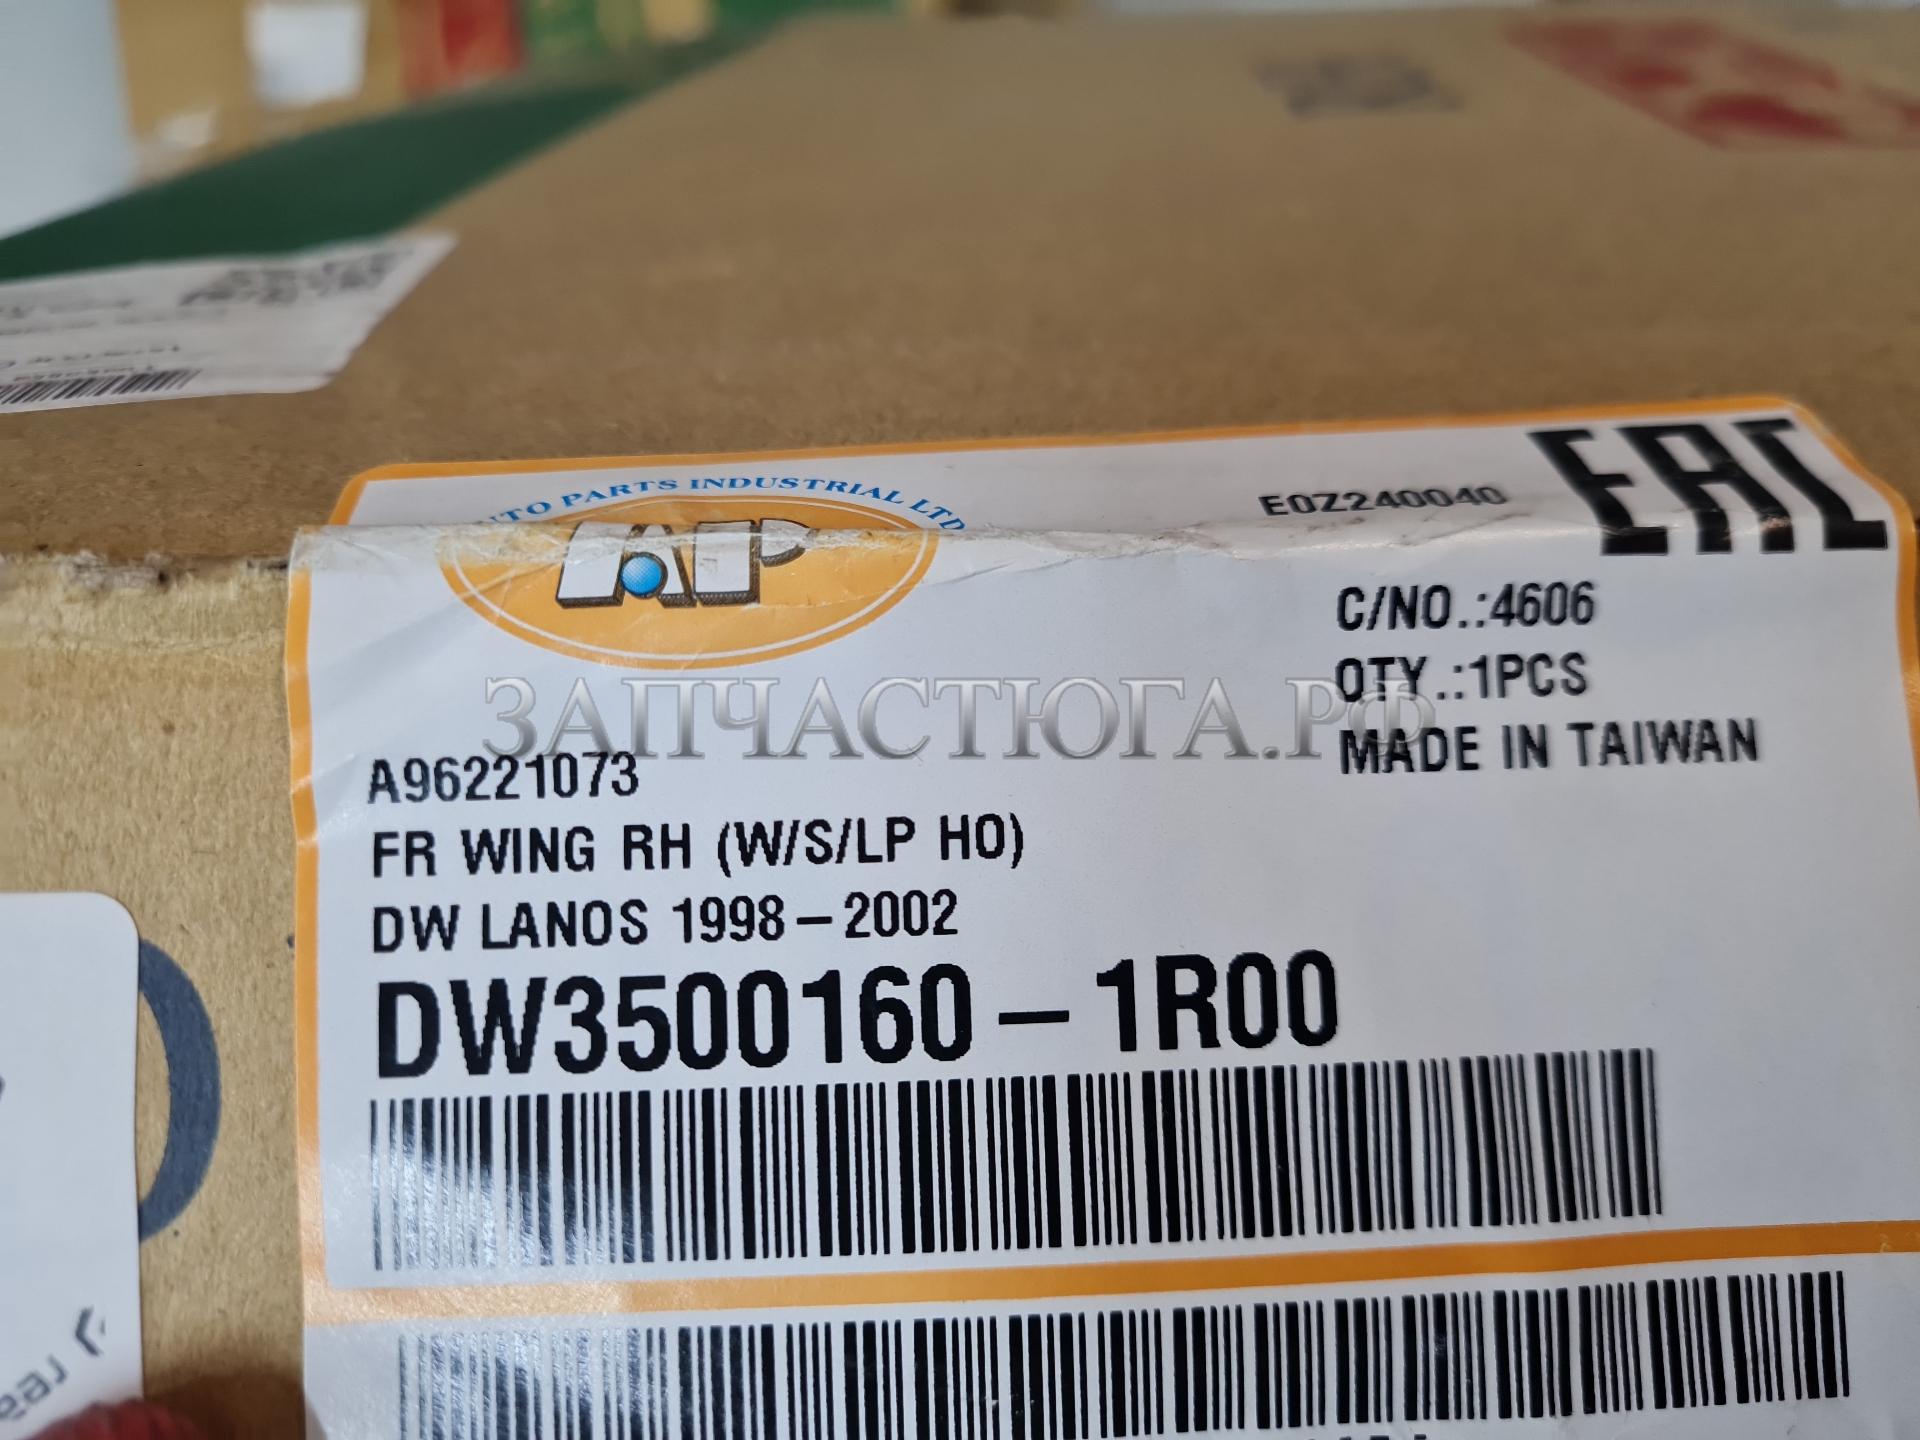 AUTO PARTS INDUSTRIAL LTD
AP
E0Z240040
EAC
C/NO.:4606
QTY.:1PCS
MADE IN TAIWAN
ЗАПЧАСТЮГА.РФ
A96221073
FR WING RH (W/S/LP HO)
DW LANOS 1998-2002
DW3500160-1R00